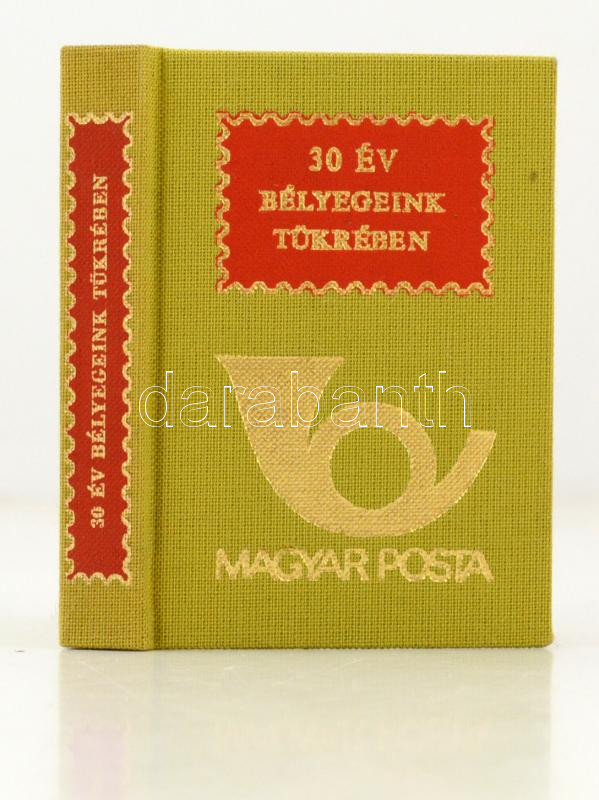 30 ÉV BÉLYEGEINK TÜKRÉBEN
30 ÉV
BÉLYEGEINK
TÜKRÉBEN
darabanth
MAGYAR POSTA